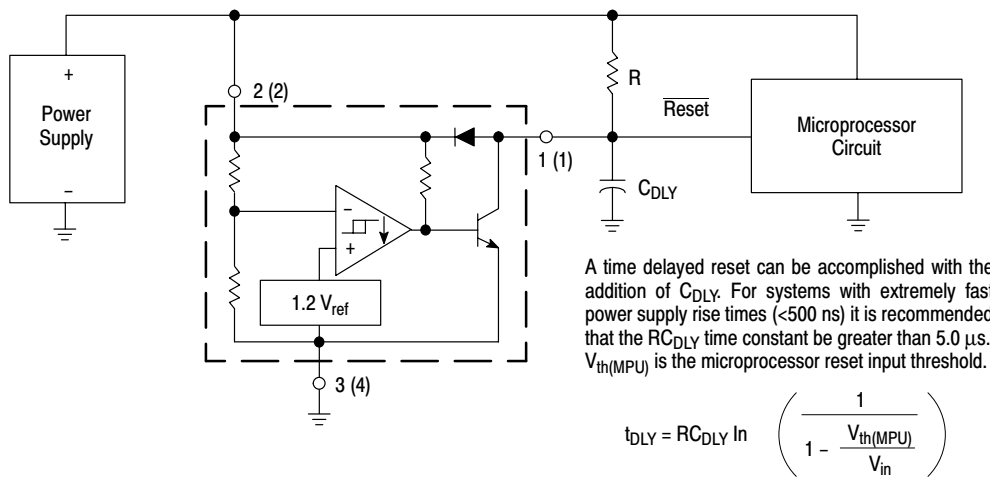 +
Power
Supply
–
2 (2)
R
Reset
Microprocessor
Circuit
1 (1)
CDLY
–
+
1.2 Vref
3 (4)
A time delayed reset can be accomplished with the
addition of CDLY. For systems with extremely fast
power supply rise times (<500 ns) it is recommended
that the RCDLY time constant be greater than 5.0 μs.
Vth(MPU) is the microprocessor reset input threshold.
tDLY = RCDLY In ( 1 / ( 1 – Vth(MPU) / Vin ) )